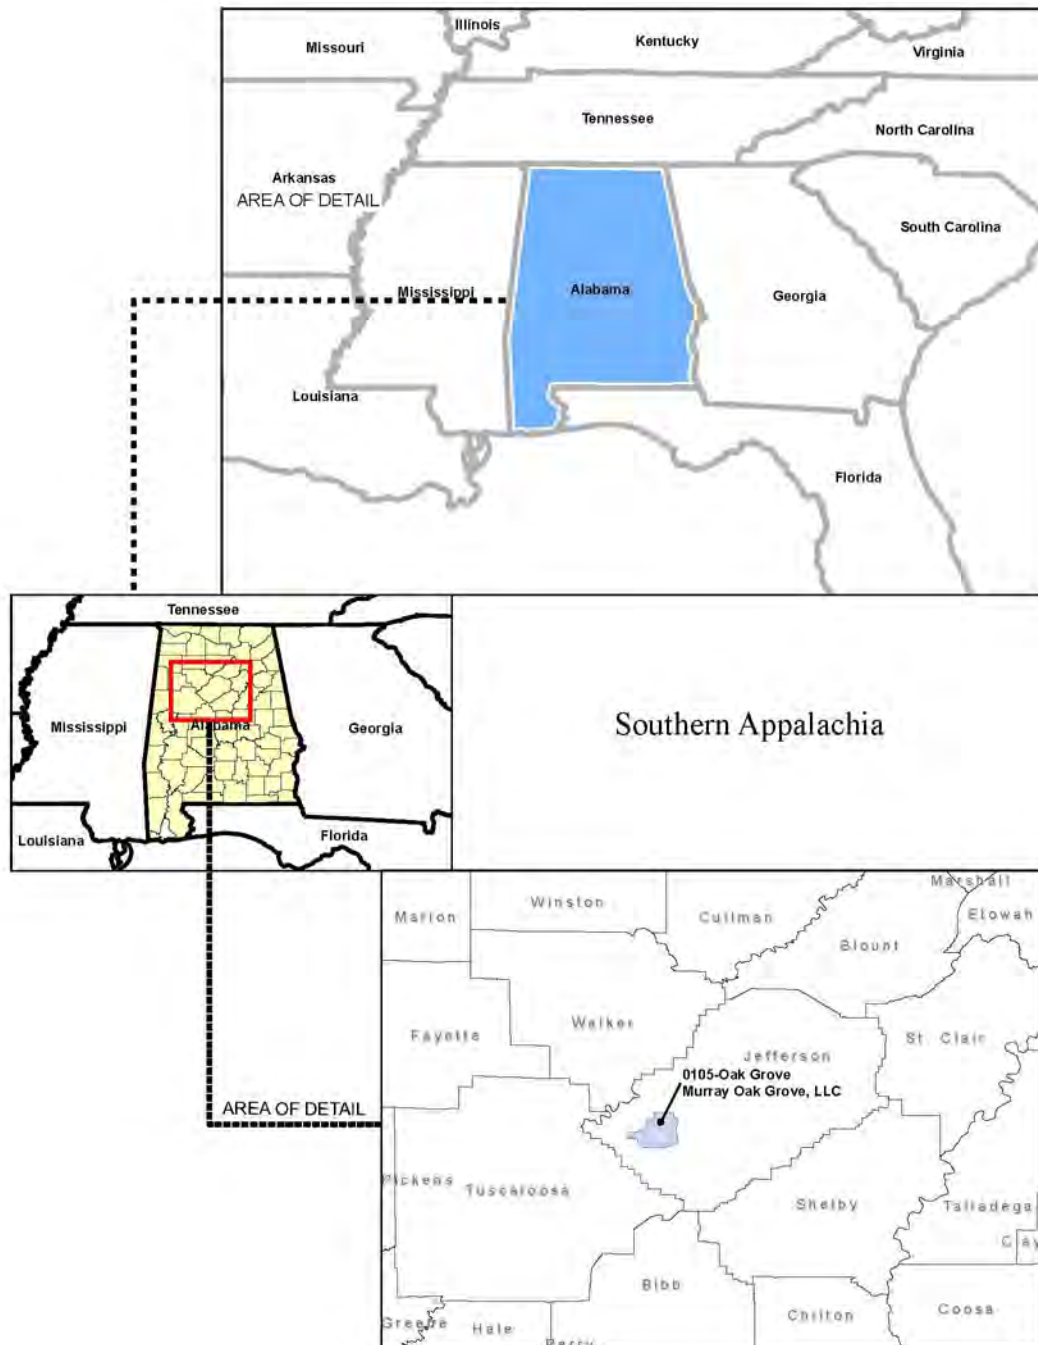 Illinois
Missouri
Kentucky
Virginia
Tennessee
North Carolina
Arkansas
AREA OF DETAIL
South Carolina
Mississippi
Alabama
Georgia
Louisiana
Florida
Tennessee
Mississippi
Alabama
Georgia
Louisiana
Florida
Southern Appalachia
Marshall
Marion
Winston
Cullman
Etowah
Blount
Fayette
Walker
Jefferson
St. Clair
0105-Oak Grove
Murray Oak Grove, LLC
AREA OF DETAIL
Pickens
Tuscaloosa
Shelby
Talladega
Clay
Bibb
Greene
Hale
Perry
Chilton
Coosa